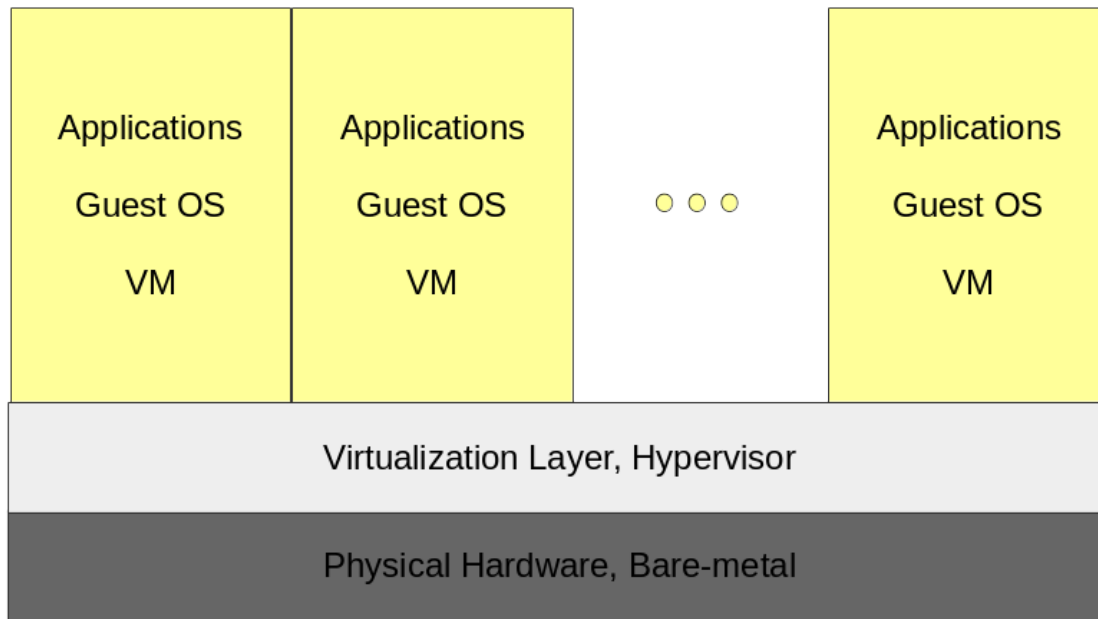 Applications
Guest OS
VM
Applications
Guest OS
VM
Applications
Guest OS
VM
Virtualization Layer, Hypervisor
Physical Hardware, Bare-metal